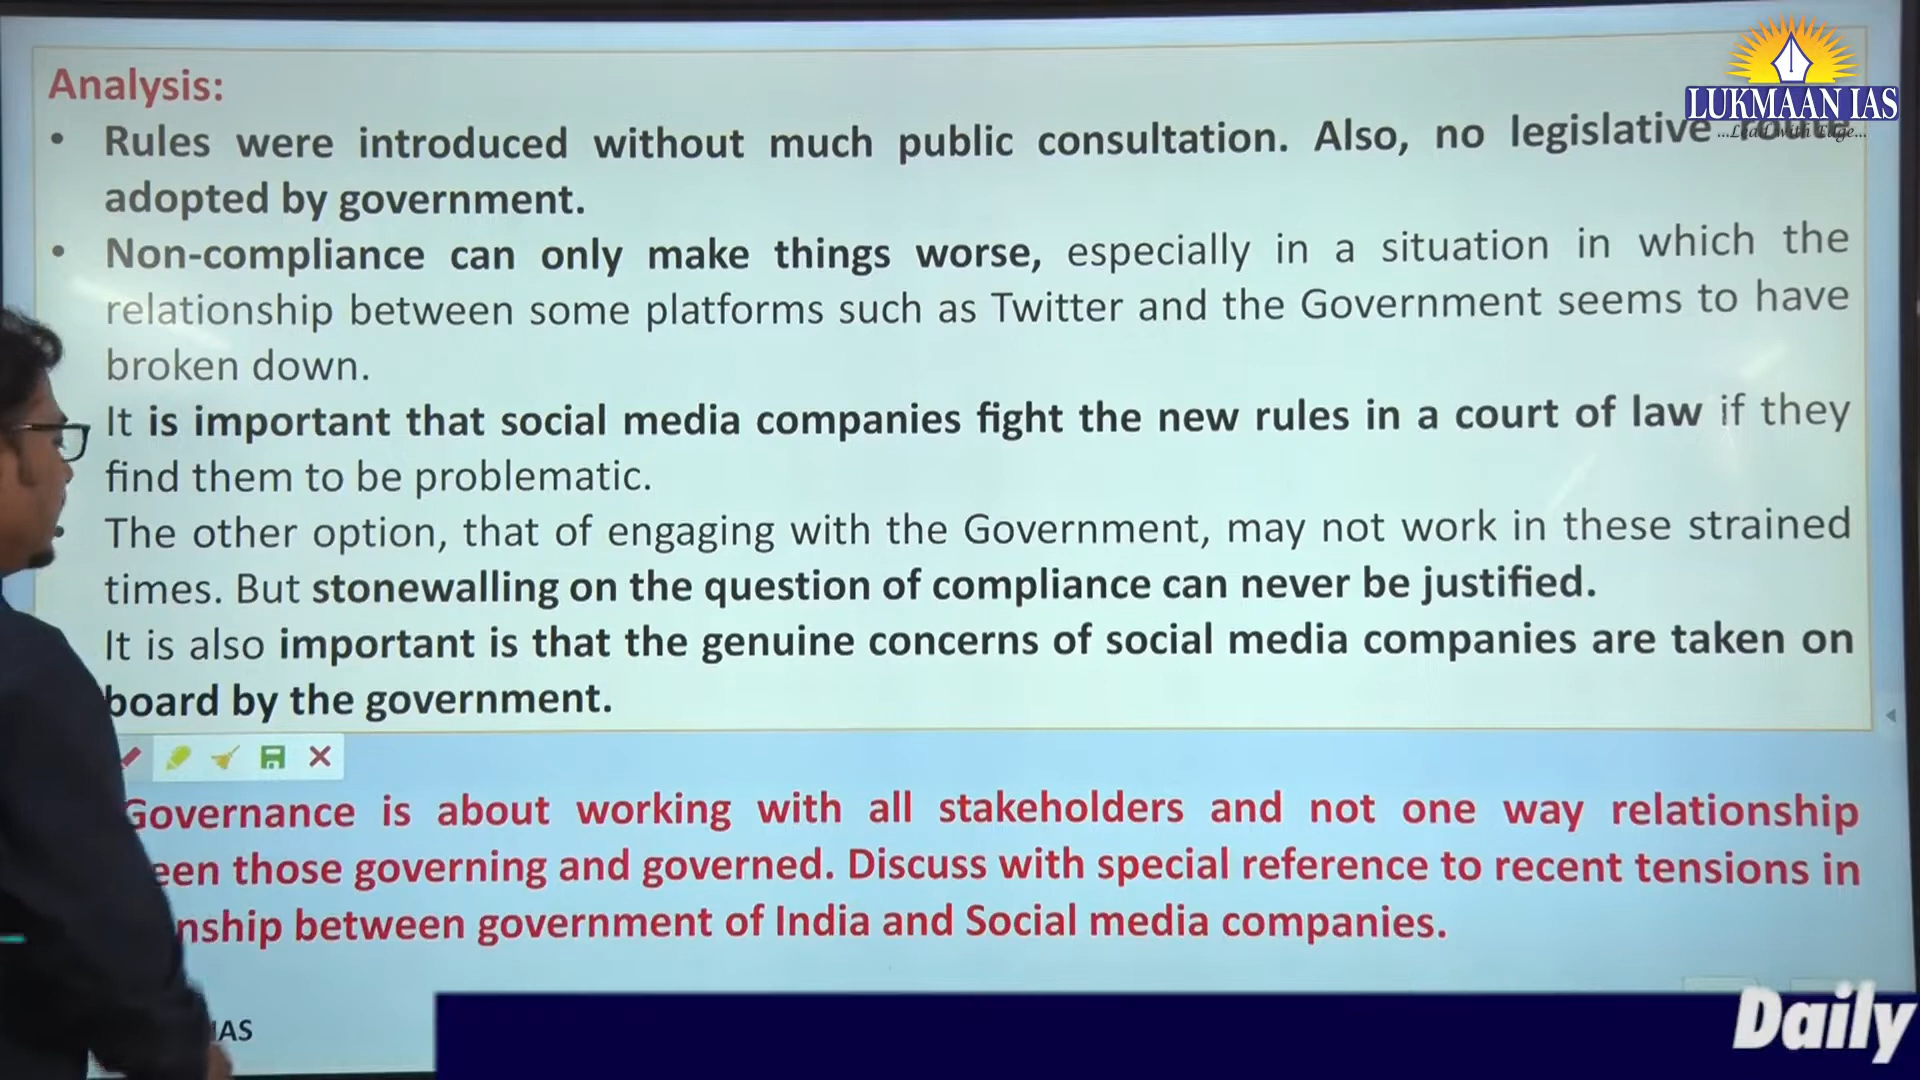 LUKMAAN IAS
...Lead with Edge...
Analysis:
• Rules were introduced without much public consultation. Also, no legislative route
adopted by government.
• Non-compliance can only make things worse, especially in a situation in which the
relationship between some platforms such as Twitter and the Government seems to have
broken down.
It is important that social media companies fight the new rules in a court of law if they
find them to be problematic.
The other option, that of engaging with the Government, may not work in these strained
times. But stonewalling on the question of compliance can never be justified.
It is also important is that the genuine concerns of social media companies are taken on
board by the government.
Governance is about working with all stakeholders and not one way relationship
een those governing and governed. Discuss with special reference to recent tensions in
nship between government of India and Social media companies.
IAS
Daily